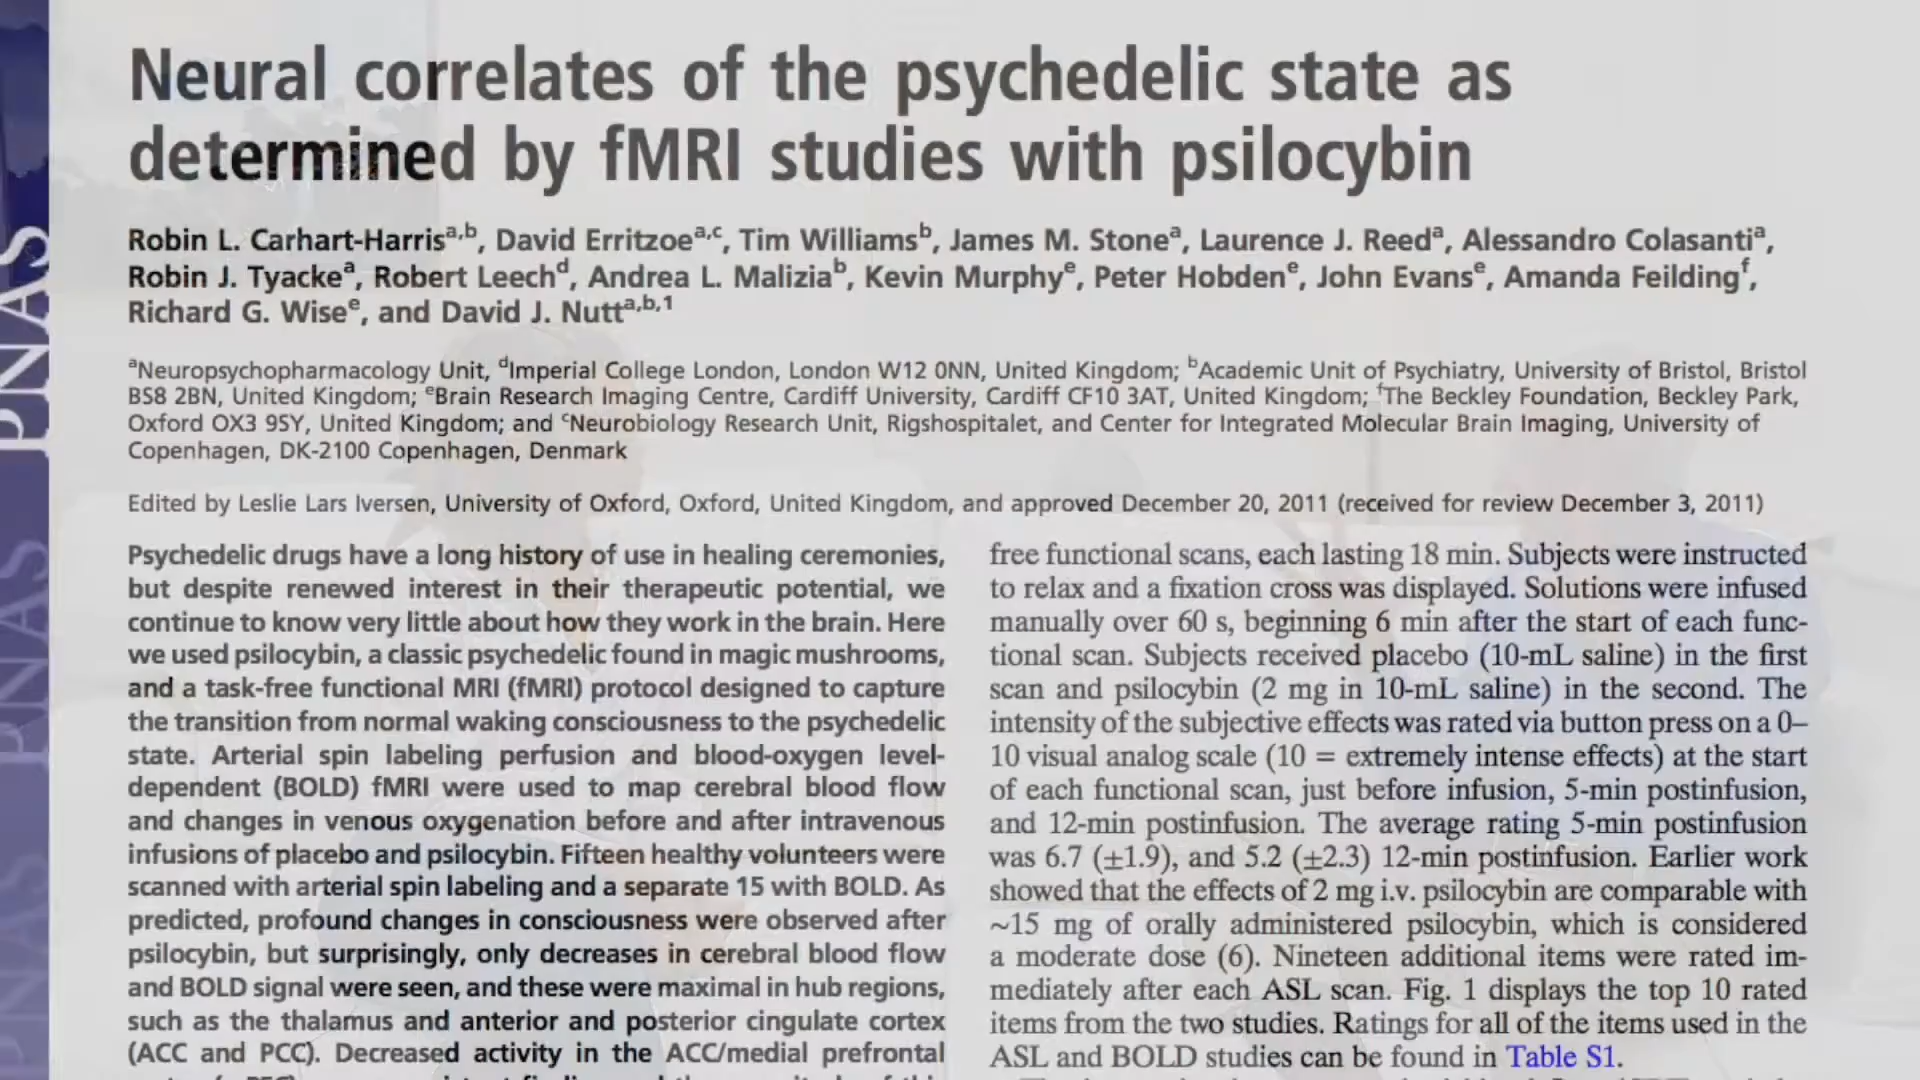 Neural correlates of the psychedelic state as
determined by fMRI studies with psilocybin
Robin L. Carhart-Harrisa,b, David Erritzoea,c, Tim Williamsb, James M. Stonea, Laurence J. Reeda, Alessandro Colasantia,
Robin J. Tyackea, Robert Leechd, Andrea L. Maliziab, Kevin Murphye, Peter Hobdene, John Evanse, Amanda Feildingf,
Richard G. Wisee, and David J. Nutta,b,1
aNeuropsychopharmacology Unit, dImperial College London, London W12 0NN, United Kingdom; bAcademic Unit of Psychiatry, University of Bristol, Bristol
BS8 2BN, United Kingdom; eBrain Research Imaging Centre, Cardiff University, Cardiff CF10 3AT, United Kingdom; fThe Beckley Foundation, Beckley Park,
Oxford OX3 9SY, United Kingdom; and cNeurobiology Research Unit, Rigshospitalet, and Center for Integrated Molecular Brain Imaging, University of
Copenhagen, DK-2100 Copenhagen, Denmark
Edited by Leslie Lars Iversen, University of Oxford, Oxford, United Kingdom, and approved December 20, 2011 (received for review December 3, 2011)
Psychedelic drugs have a long history of use in healing ceremonies,
but despite renewed interest in their therapeutic potential, we
continue to know very little about how they work in the brain. Here
we used psilocybin, a classic psychedelic found in magic mushrooms,
and a task-free functional MRI (fMRI) protocol designed to capture
the transition from normal waking consciousness to the psychedelic
state. Arterial spin labeling perfusion and blood-oxygen level-
dependent (BOLD) fMRI were used to map cerebral blood flow
and changes in venous oxygenation before and after intravenous
infusions of placebo and psilocybin. Fifteen healthy volunteers were
scanned with arterial spin labeling and a separate 15 with BOLD. As
predicted, profound changes in consciousness were observed after
psilocybin, but surprisingly, only decreases in cerebral blood flow
and BOLD signal were seen, and these were maximal in hub regions,
such as the thalamus and anterior and posterior cingulate cortex
(ACC and PCC). Decreased activity in the ACC/medial prefrontal
free functional scans, each lasting 18 min. Subjects were instructed
to relax and a fixation cross was displayed. Solutions were infused
manually over 60 s, beginning 6 min after the start of each func-
tional scan. Subjects received placebo (10-mL saline) in the first
scan and psilocybin (2 mg in 10-mL saline) in the second. The
intensity of the subjective effects was rated via button press on a 0–
10 visual analog scale (10 = extremely intense effects) at the start
of each functional scan, just before infusion, 5-min postinfusion,
and 12-min postinfusion. The average rating 5-min postinfusion
was 6.7 (±1.9), and 5.2 (±2.3) 12-min postinfusion. Earlier work
showed that the effects of 2 mg i.v. psilocybin are comparable with
~15 mg of orally administered psilocybin, which is considered
a moderate dose (6). Nineteen additional items were rated im-
mediately after each ASL scan. Fig. 1 displays the top 10 rated
items from the two studies. Ratings for all of the items used in the
ASL and BOLD studies can be found in Table S1.
PNAS
PNAS
PNAS